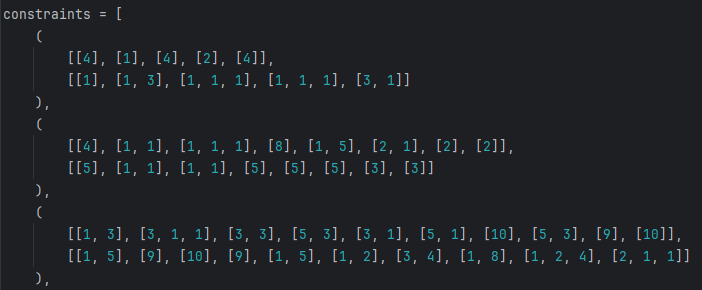 constraints = [
(
[[4], [1], [4], [2], [4]],
[[1], [1, 3], [1, 1, 1], [1, 1, 1], [3, 1]]
),
(
[[4], [1, 1], [1, 1, 1], [8], [1, 5], [2, 1], [2], [2]],
[[5], [1, 1], [1, 1], [5], [5], [5], [3], [3]]
),
(
[[1, 3], [3, 1, 1], [3, 3], [5, 3], [3, 1], [5, 1], [10], [5, 3], [9], [10]],
[[1, 5], [9], [10], [9], [1, 5], [1, 2], [3, 4], [1, 8], [1, 2, 4], [2, 1, 1]]
),